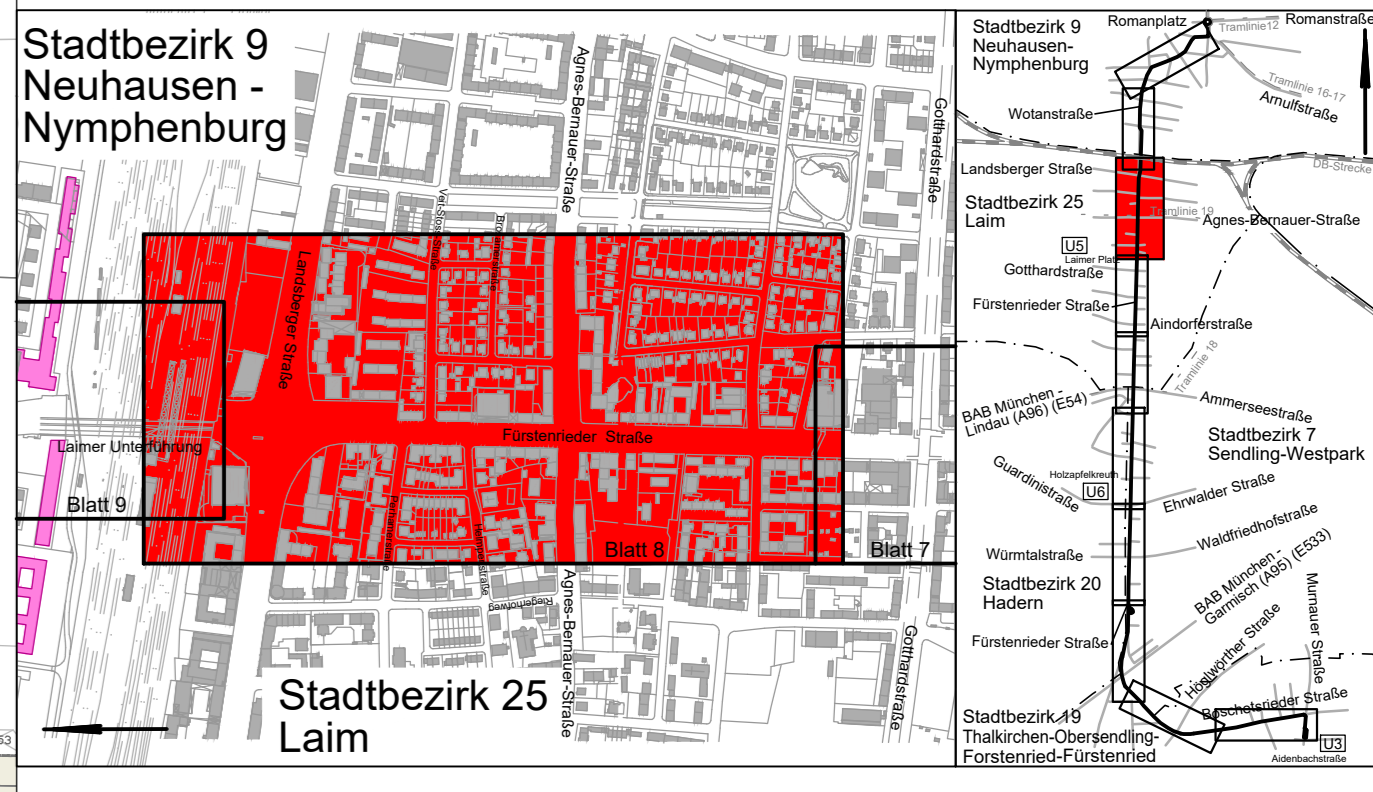 Stadtbezirk 9
Neuhausen -
Nymphenburg
Agnes-Bernauer-Straße
Gotthardstraße
Landsberger Straße
Fürstenrieder Straße
Laimer Unterführung
Blatt 9
Blatt 8
Blatt 7
Riegerhofweg
Agnes-Bernauer-Straße
Gotthardstraße
Stadtbezirk 25
Laim
53
Stadtbezirk 9
Neuhausen-
Nymphenburg
Romanplatz
Romanstraße
Tramlinie12
Tramlinie 16-17
Arnulfstraße
Wotanstraße
DB-Strecke
Landsberger Straße
Stadtbezirk 25
Laim
Tramlinie 19
Agnes-Bernauer-Straße
U5
Laimer Platz
Gotthardstraße
Fürstenrieder Straße
Aindorferstraße
Tramlinie 18
BAB München -
Lindau (A96) (E54)
Ammerseestraße
Stadtbezirk 7
Sendling-Westpark
Holzapfelkreuth
U6
Guardinistraße
Ehrwalder Straße
Waldfriedhofstraße
Würmtalstraße
BAB München -
Garmisch (A95) (E533)
Stadtbezirk 20
Hadern
Murnauer Straße
Fürstenrieder Straße
Höglwörther Straße
Boschetsrieder Straße
Stadtbezirk 19
Thalkirchen-Obersendling-
Forstenried-Fürstenried
U3
Aidenbachstraße